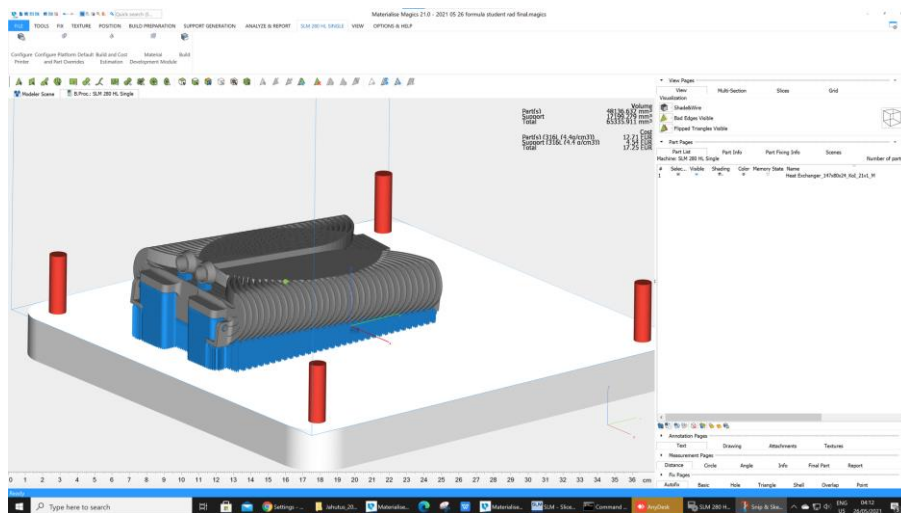 Materialise Magics 21.0 - 2021 05 26 formula student rad final.magics
FILE TOOLS FIX TEXTURE POSITION BUILD PREPARATION SUPPORT GENERATION ANALYZE & REPORT SLM 280 HL SINGLE VIEW OPTIONS & HELP
Configure Configure Platform Default Build and Cost Material Build
Printer and Part Overrides Estimation Development Module
Modeler Scene B.Proc.: SLM 280 HL Single
Volume
Part(s) 48136.632 mm³
Support 17199.279 mm³
Total 65335.911 mm³
Cost
Part(s) [316L (4.4g/cm3)] 12.71 EUR
Support [316L (4.4g/cm3)] 4.54 EUR
Total 17.25 EUR
View Pages
View Multi-Section Slices Grid
Visualization
Shade&Wire
Bad Edges Visible
Flipped Triangles Visible
Part Pages
Part List Part Info Part Fixing Info Scenes
Machine: SLM 280 HL Single Number of part
# Selec... Visible Shading Color Memory State Name
1
Annotation Pages
Text Drawing Attachments Textures
Measurement Pages
Distance Circle Angle Info Final Part Report
Fix Pages
Autofix Basic Hole Triangle Shell Overlap Point
0 1 2 3 4 5 6 7 8 9 10 11 12 13 14 15 16 17 18 19 20 21 22 23 24 25 26 27 28 29 30 31 32 33 34 35 36 cm
Ready
Type here to search
Settings - ... Materialise... Materialise... SLM - Slice... Command ... AnyDesk SLM 280 H... Snip & Ske...
ENG 04:12
US 26/05/2021